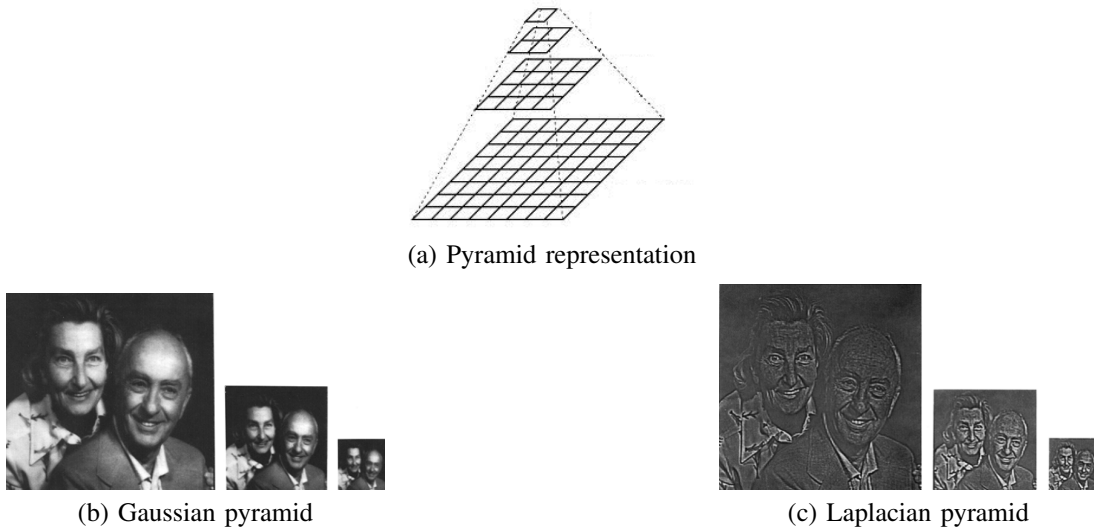 (a) Pyramid representation
(b) Gaussian pyramid
(c) Laplacian pyramid